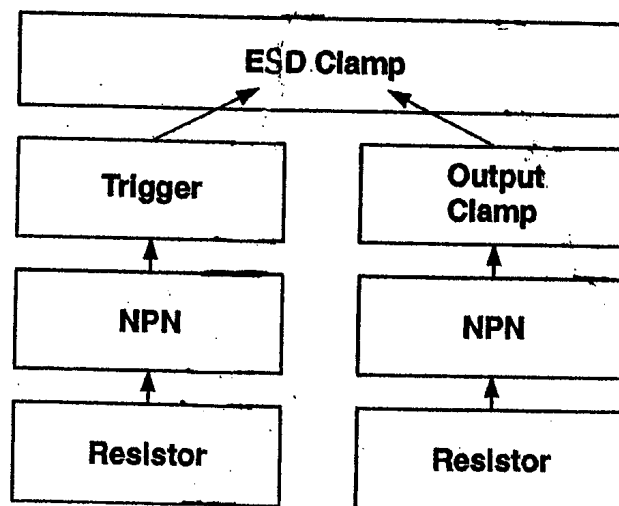 ESD Clamp
Trigger
Output
Clamp
NPN
NPN
Resistor
Resistor